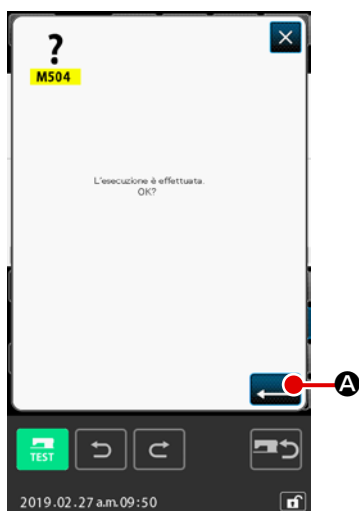 ?
M504
L'esecuzione è effettuata.
OK?
A
TEST
2019.02.27 a.m. 09:50